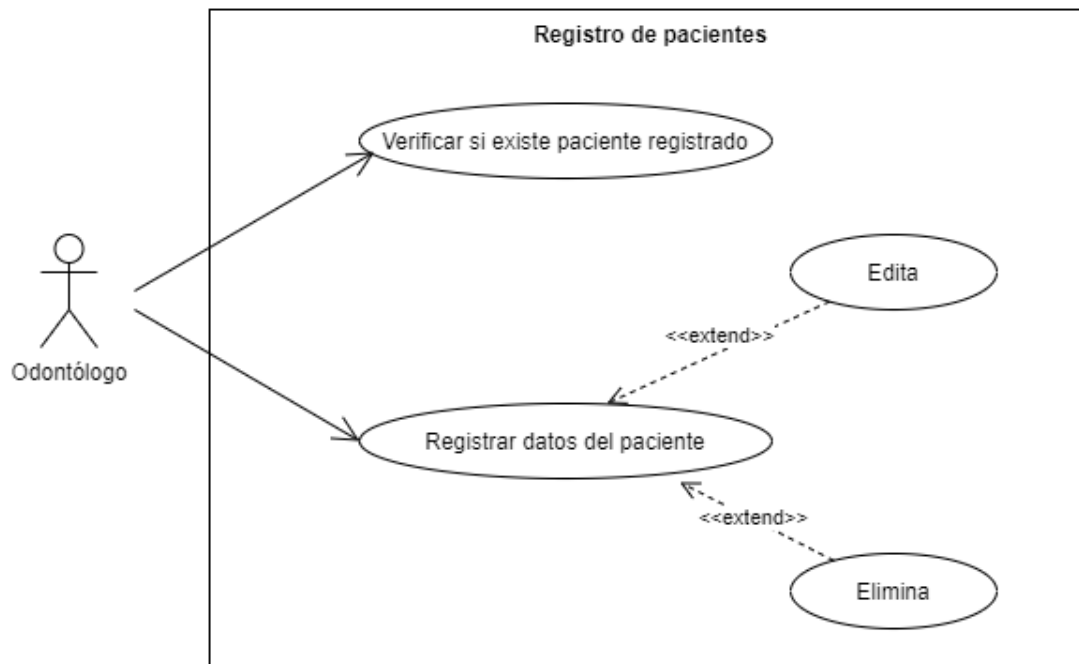 Registro de pacientes
Verificar si existe paciente registrado
Edita
<<extend>>
Odontólogo
Registrar datos del paciente
<<extend>>
Elimina